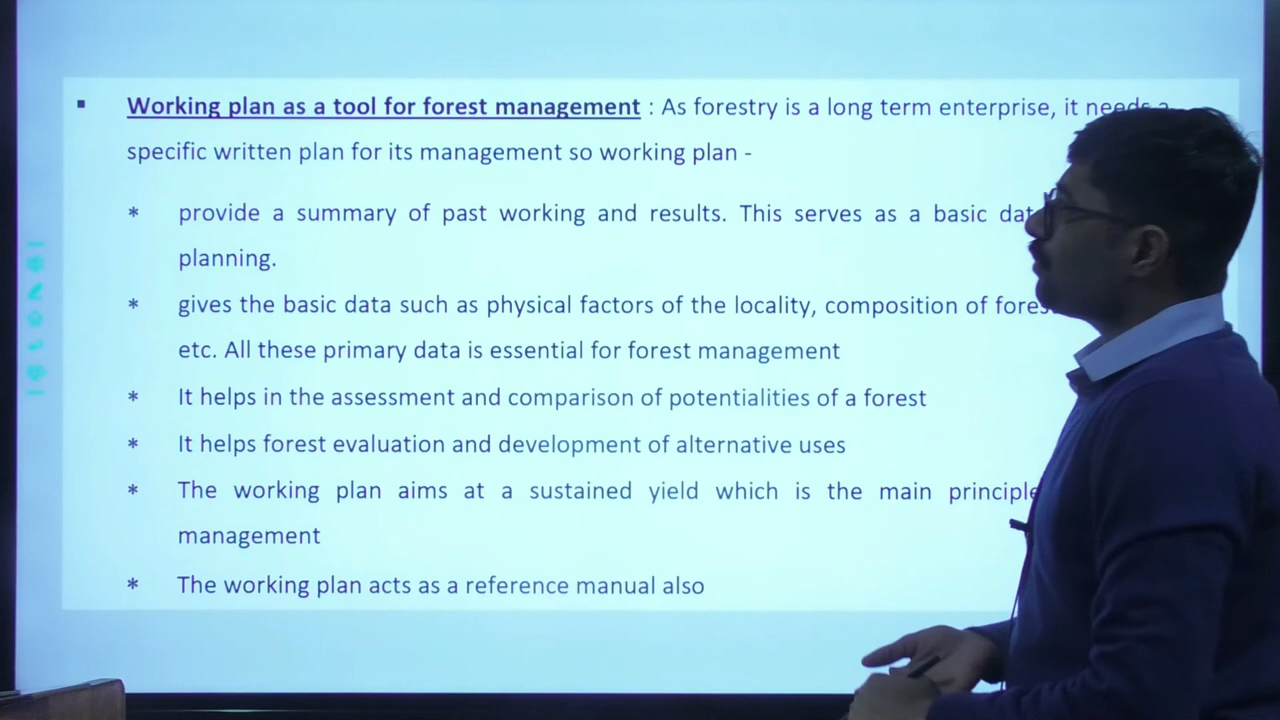 Working plan as a tool for forest management : As forestry is a long term enterprise, it needs a
specific written plan for its management so working plan -
* provide a summary of past working and results. This serves as a basic
planning.
* gives the basic data such as physical factors of the locality, composition of
etc. All these primary data is essential for forest management
* It helps in the assessment and comparison of potentialities of a forest
* It helps forest evaluation and development of alternative uses
* The working plan aims at a sustained yield which is the main
management
* The working plan acts as a reference manual also